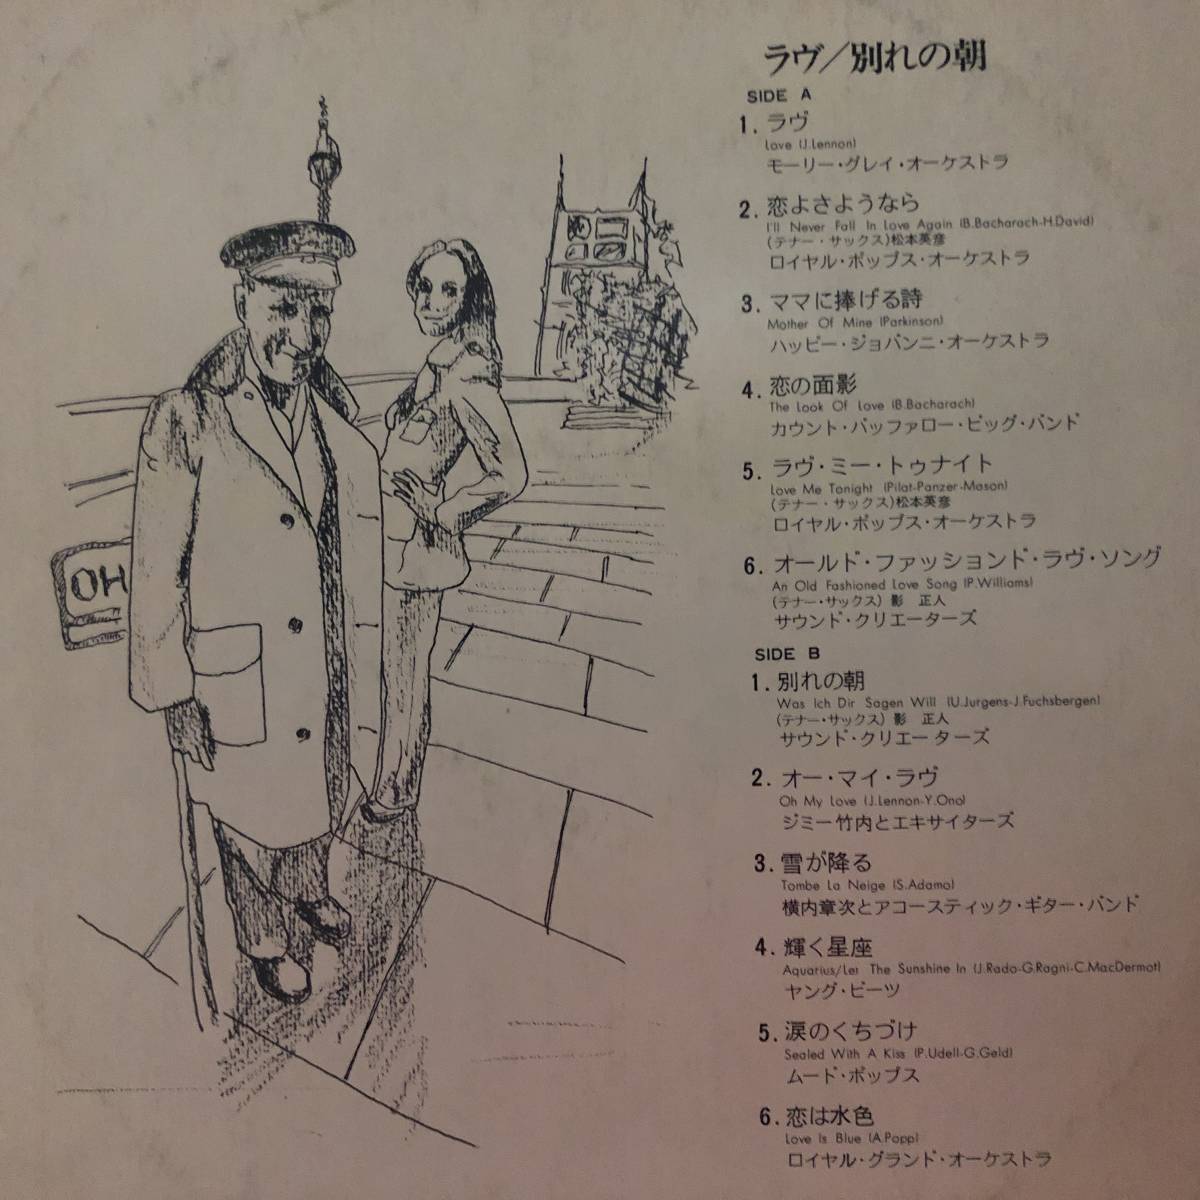 ラヴ/別れの朝
SIDE A
1. ラヴ
Love (J.Lennon)
モーリー・グレイ・オーケストラ
2. 恋よさようなら
I'll Never Fall In Love Again (B.Bacharach-H.David)
(テナー・サックス)松本英彦
ロイヤル・ポップス・オーケストラ
3. ママに捧げる詩
Mother Of Mine (Parkinson)
ハッピー・ジョバンニ・オーケストラ
4. 恋の面影
The Look Of Love (B.Bacharach)
カウント・バッファロー・ビッグ・バンド
5. ラヴ・ミー・トゥナイト
Love Me Tonight (Pilat-Panzer-Mason)
(テナー・サックス)松本英彦
ロイヤル・ポップス・オーケストラ
6. オールド・ファッションド・ラヴ・ソング
An Old Fashioned Love Song (P.Williams)
(テナー・サックス) 影 正人
サウンド・クリエーターズ
SIDE B
1. 別れの朝
Was Ich Dir Sagen Will (U.Jurgens-J.Fuchsbergen)
(テナー・サックス) 影 正人
サウンド・クリエーターズ
2. オー・マイ・ラヴ
Oh My Love (J.Lennon-Y.Ono)
ジミー竹内とエキサイターズ
3. 雪が降る
Tombe La Neige (S.Adamo)
横内章次とアコースティック・ギター・バンド
4. 輝く星座
Aquarius/Let The Sunshine In (J.Rado-G.Ragni-C.MacDermot)
ヤング・ビーツ
5. 涙のくちづけ
Sealed With A Kiss (P.Udell-G.Geld)
ムード・ポップス
6. 恋は水色
Love Is Blue (A.Popp)
ロイヤル・グランド・オーケストラ
OH